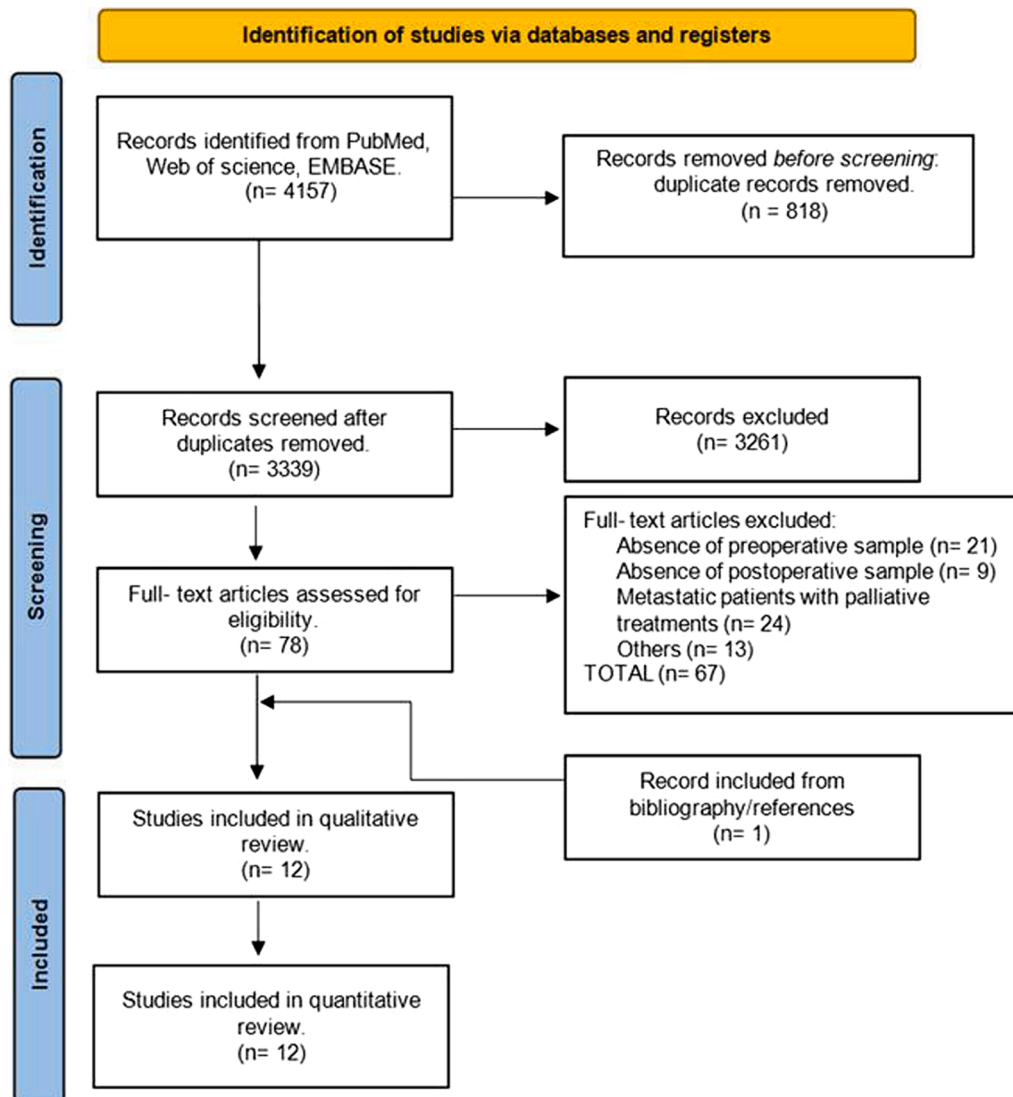 Identification of studies via databases and registers
Identification
Records identified from PubMed,
Web of science, EMBASE.
(n= 4157)
Records removed before screening:
duplicate records removed.
(n = 818)
Screening
Records screened after
duplicates removed.
(n= 3339)
Records excluded
(n= 3261)
Full- text articles assessed for
eligibility.
(n= 78)
Full- text articles excluded:
Absence of preoperative sample (n= 21)
Absence of postoperative sample (n= 9)
Metastatic patients with palliative
treatments (n= 24)
Others (n= 13)
TOTAL (n= 67)
Record included from
bibliography/references
(n= 1)
Included
Studies included in qualitative
review.
(n= 12)
Studies included in quantitative
review.
(n= 12)